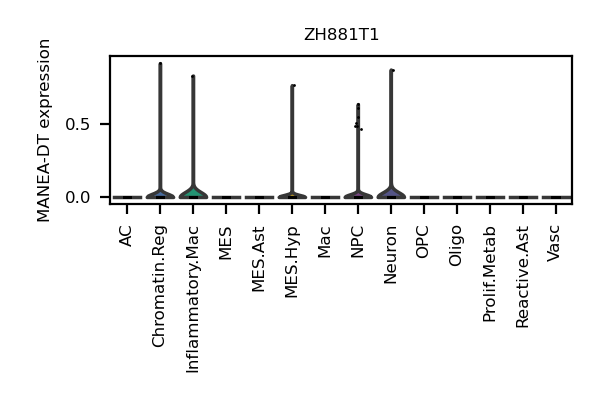 ZH881T1
MANEA-DT expression
0.5
0.0
AC
Chromatin.Reg
Inflammatory.Mac
MES
MES.Ast
MES.Hyp
Mac
NPC
Neuron
OPC
Oligo
Prolif.Metab
Reactive.Ast
Vasc